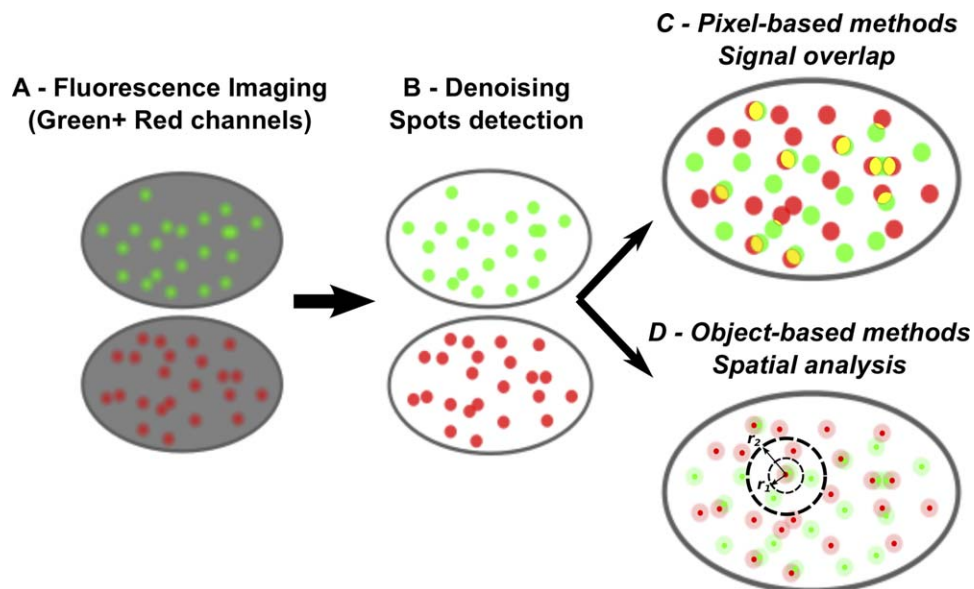 A - Fluorescence Imaging
(Green+ Red channels)
B - Denoising
Spots detection
C - Pixel-based methods
Signal overlap
D - Object-based methods
Spatial analysis
r2
r1